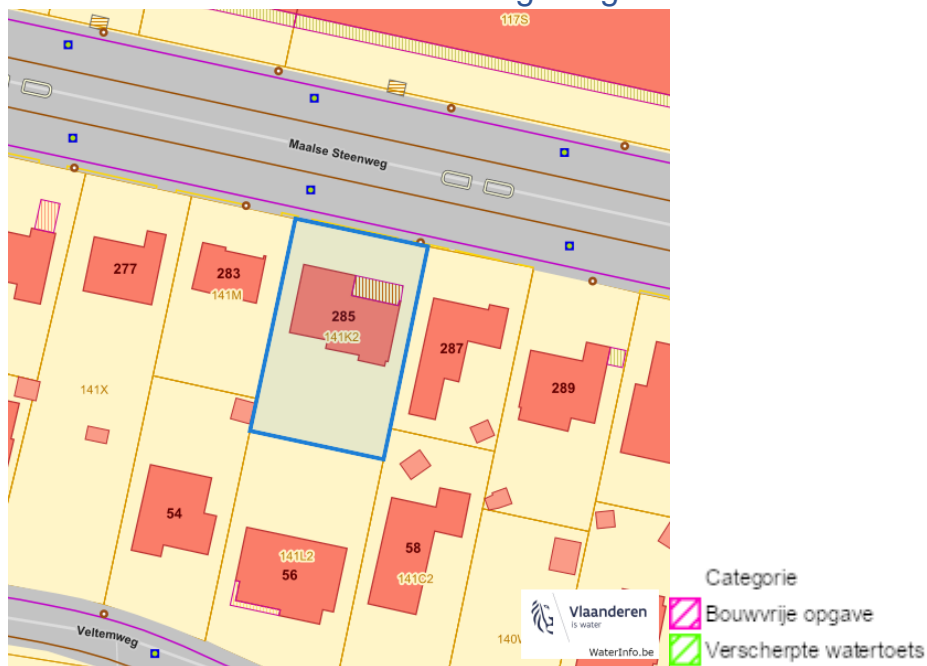 117S
Maalse Steenweg
277
283
141M
285
141K2
287
289
141X
54
141L2
56
58
141C2
Veltemweg
Vlaanderen
is water
WaterInfo.be
Categorie
Bouwvrije opgave
Verscherpte watertoets